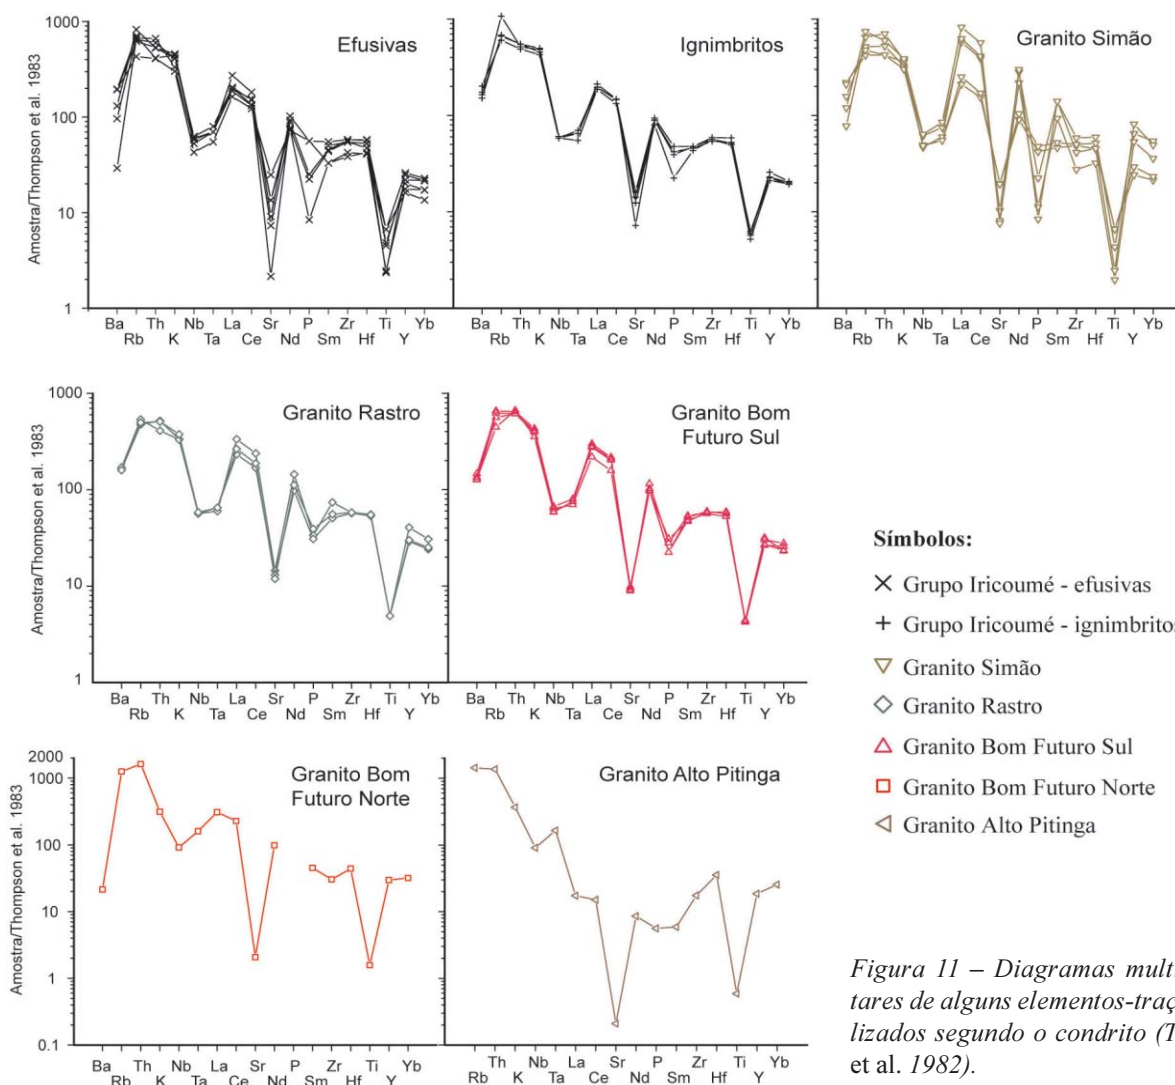 1000
100
10
1
Amostra/Thompson et al. 1983
Efusivas
Ba Rb Th K Nb Ta La Ce Sr Nd P Sm Zr Hf Ti Y Yb
Ignimbritos
Ba Rb Th K Nb Ta La Ce Sr Nd P Sm Zr Hf Ti Y Yb
Granito Simão
Ba Rb Th K Nb Ta La Ce Sr Nd P Sm Zr Hf Ti Y Yb
1000
100
10
1
Amostra/Thompson et al. 1983
Granito Rastro
Ba Rb Th K Nb Ta La Ce Sr Nd P Sm Zr Hf Ti Y Yb
Granito Bom
Futuro Sul
Ba Rb Th K Nb Ta La Ce Sr Nd P Sm Zr Hf Ti Y Yb
Símbolos:
Grupo Iricoumé - efusivas
Grupo Iricoumé - ignimbritos
Granito Simão
Granito Rastro
Granito Bom Futuro Sul
Granito Bom Futuro Norte
Granito Alto Pitinga
2000
1000
100
10
1
0.1
Amostra/Thompson et al. 1983
Granito Bom
Futuro Norte
Ba Rb Th K Nb Ta La Ce Sr Nd P Sm Zr Hf Ti Y Yb
Granito Alto Pitinga
Ba Rb Th K Nb Ta La Ce Sr Nd P Sm Zr Hf Ti Y Yb
Figura 11 – Diagramas mult
tares de alguns elementos-traç
lizados segundo o condrito (T
et al. 1982).